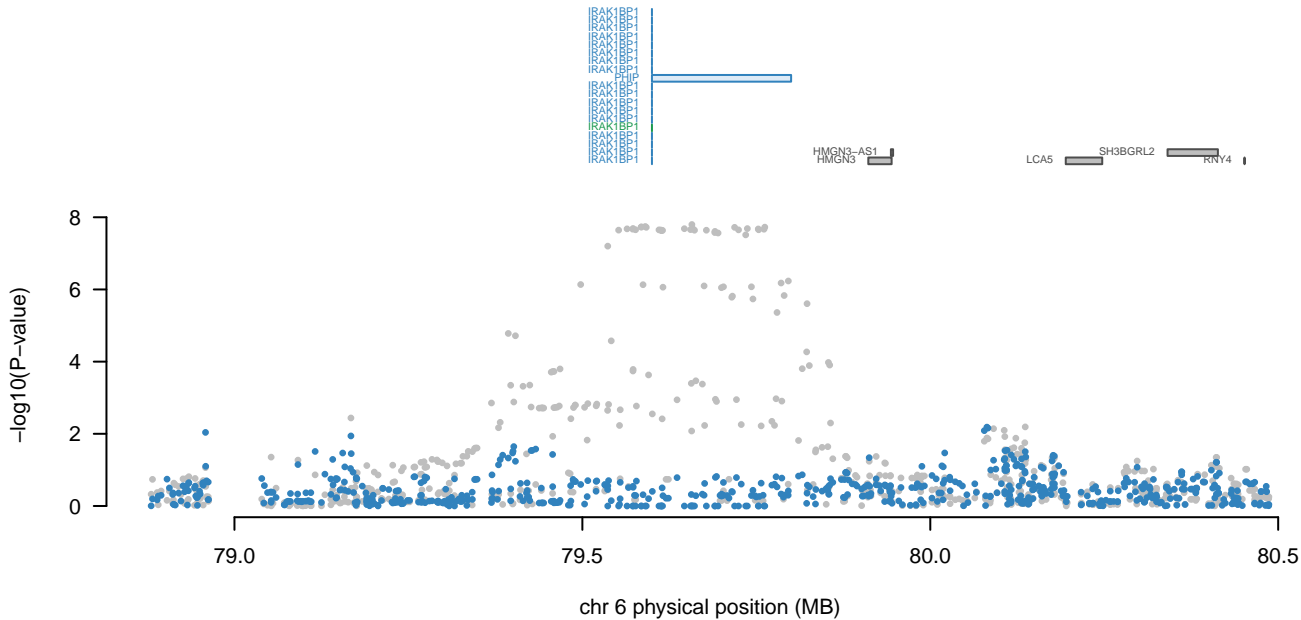 IRAK1BP1
IRAK1BP1
IRAK1BP1
IRAK1BP1
IRAK1BP1
IRAK1BP1
IRAK1BP1
IRAK1BP1
PHIP
IRAK1BP1
IRAK1BP1
IRAK1BP1
IRAK1BP1
IRAK1BP1
IRAK1BP1
IRAK1BP1
HMGN3−AS1 IRAK1BP1 SH3BGRL2
IRAK1BP1 HMGN3 LCA5 RNY4
8
6
4
2
0
−log10(P−value)
79.0 79.5 80.0 80.5
chr 6 physical position (MB)